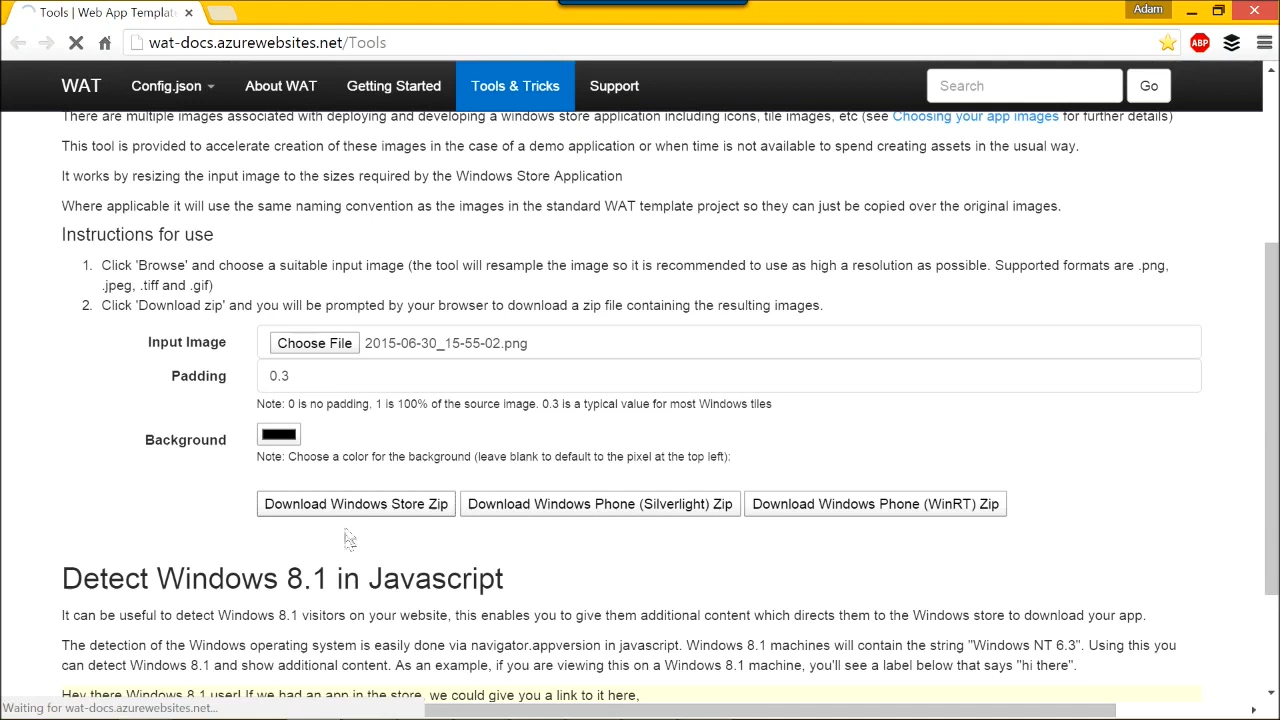 Tools | Web App Templat
Adam
wat-docs.azurewebsites.net/Tools
ABP
WAT Config.json About WAT Getting Started Tools & Tricks Support Search Go
There are multiple images associated with deploying and developing a windows store application including icons, tile images, etc (see Choosing your app images for further details)
This tool is provided to accelerate creation of these images in the case of a demo application or when time is not available to spend creating assets in the usual way.
It works by resizing the input image to the sizes required by the Windows Store Application
Where applicable it will use the same naming convention as the images in the standard WAT template project so they can just be copied over the original images.
Instructions for use
1. Click 'Browse' and choose a suitable input image (the tool will resample the image so it is recommended to use as high a resolution as possible. Supported formats are .png,
.jpeg, .tiff and .gif)
2. Click 'Download zip' and you will be prompted by your browser to download a zip file containing the resulting images.
Input Image Choose File 2015-06-30_15-55-02.png
Padding 0.3
Note: 0 is no padding, 1 is 100% of the source image. 0.3 is a typical value for most Windows tiles
Background
Note: Choose a color for the background (leave blank to default to the pixel at the top left):
Download Windows Store Zip Download Windows Phone (Silverlight) Zip Download Windows Phone (WinRT) Zip
Detect Windows 8.1 in Javascript
It can be useful to detect Windows 8.1 visitors on your website, this enables you to give them additional content which directs them to the Windows store to download your app.
The detection of the Windows operating system is easily done via navigator.appversion in javascript. Windows 8.1 machines will contain the string "Windows NT 6.3". Using this you
can detect Windows 8.1 and show additional content. As an example, if you are viewing this on a Windows 8.1 machine, you'll see a label below that says "hi there".
Hey there Windows 8.1 user! If we had an app in the store, we could give you a link to it here,
Waiting for wat-docs.azurewebsites.net...